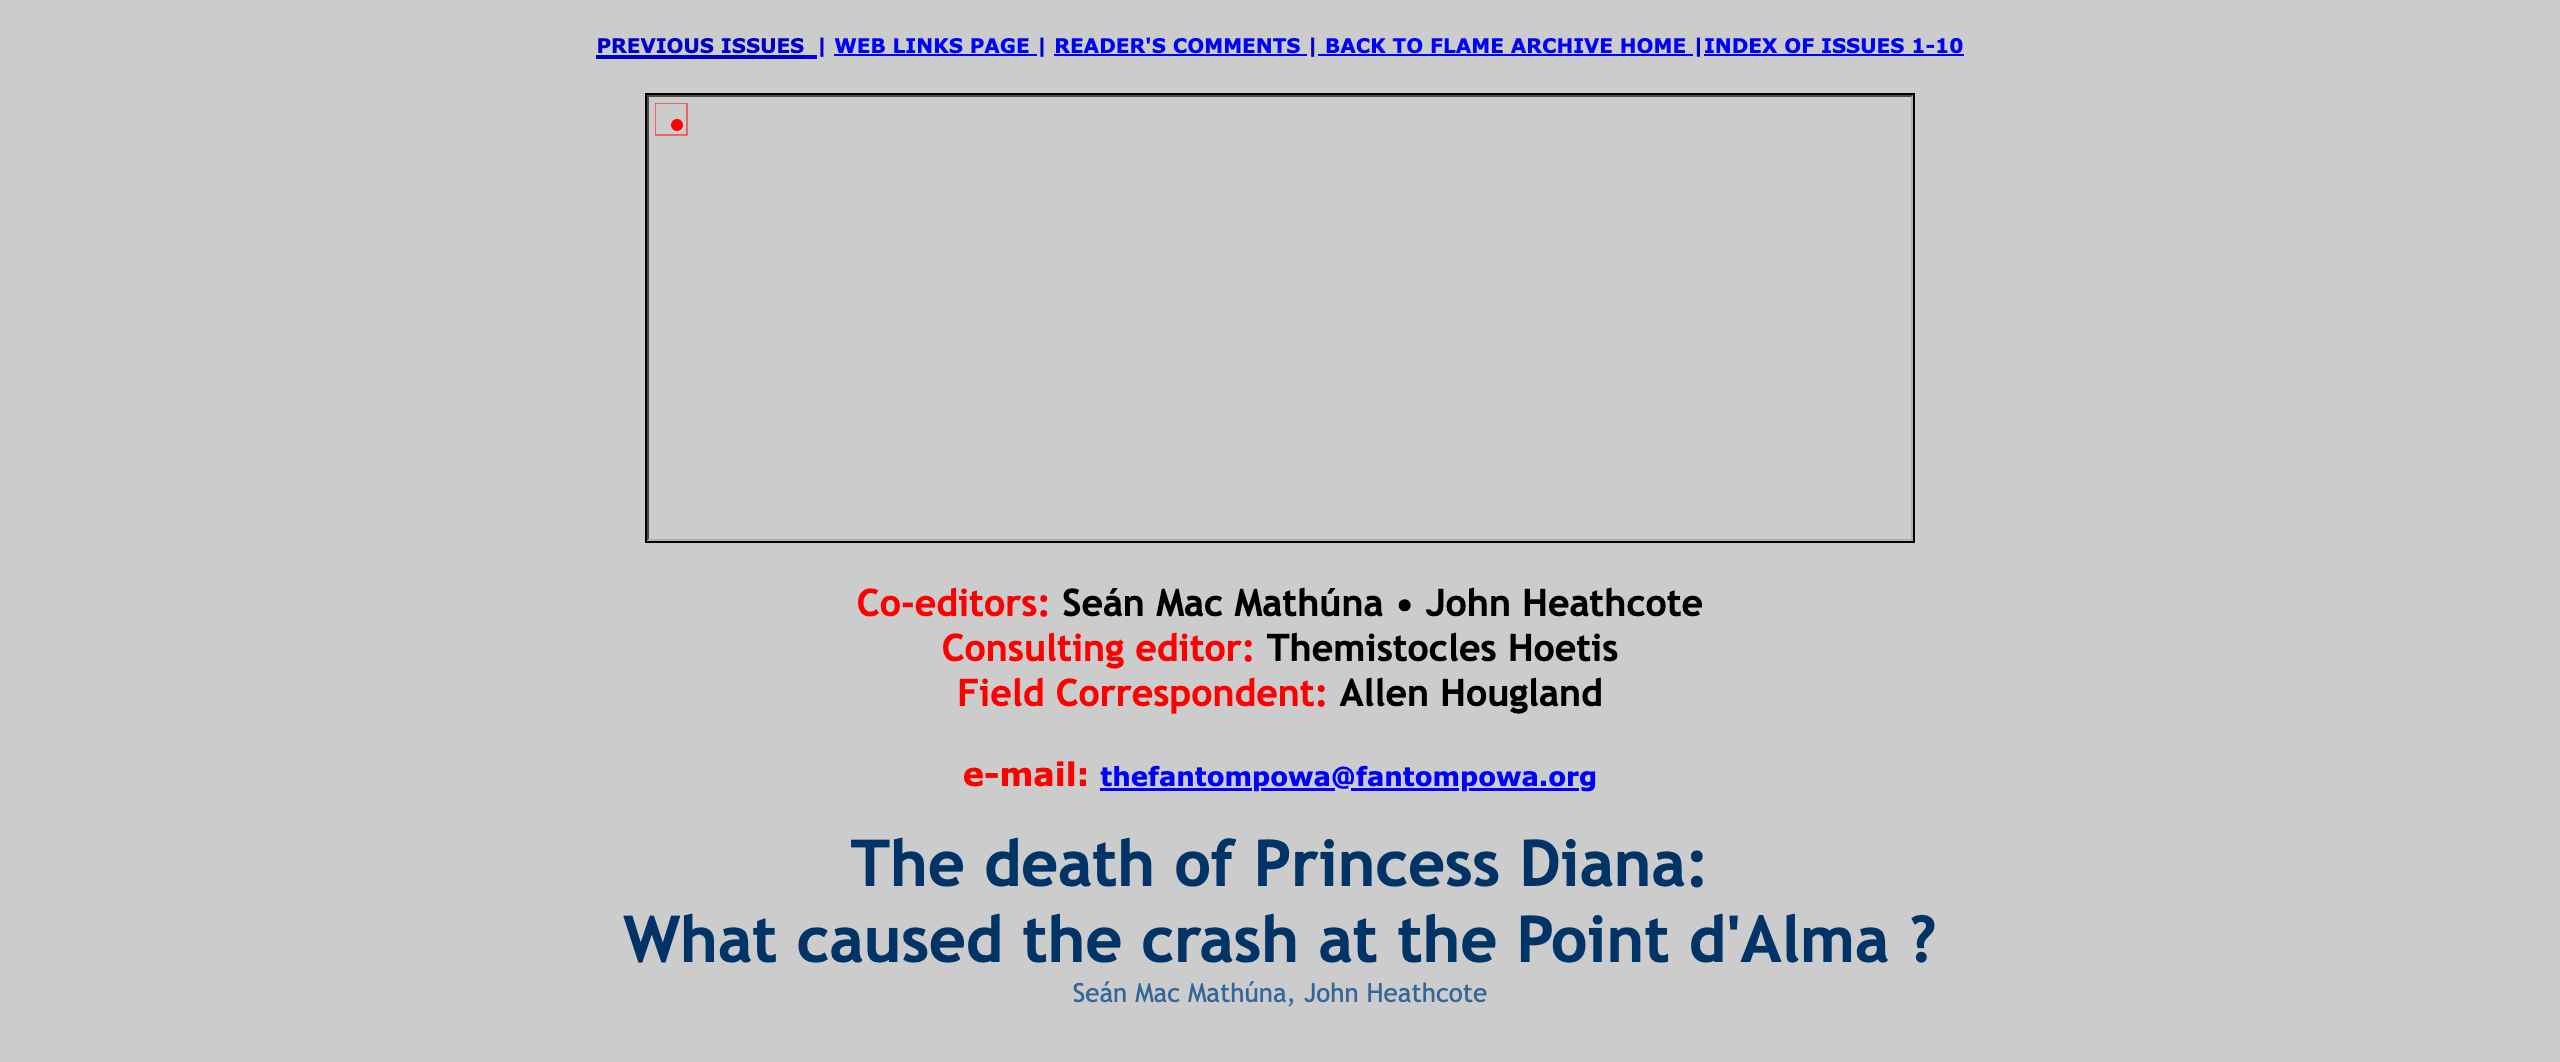 PREVIOUS ISSUES | WEB LINKS PAGE | READER'S COMMENTS | BACK TO FLAME ARCHIVE HOME |INDEX OF ISSUES 1-10
Co-editors: Seán Mac Mathúna • John Heathcote
Consulting editor: Themistocles Hoetis
Field Correspondent: Allen Hougland
e-mail: thefantompowa@fantompowa.org
The death of Princess Diana:
What caused the crash at the Point d'Alma ?
Seán Mac Mathúna, John Heathcote